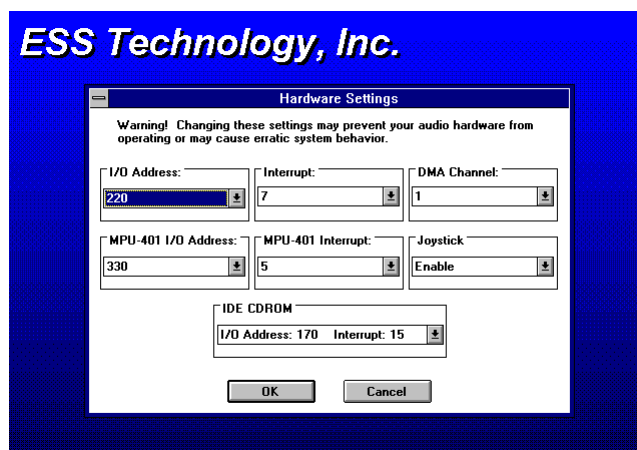 ESS Technology, Inc.
Hardware Settings
Warning!  Changing these settings may prevent your audio hardware from
operating or may cause erratic system behavior.
I/O Address: Interrupt: DMA Channel:
220 7 1
MPU-401 I/O Address: MPU-401 Interrupt: Joystick
330 5 Enable
IDE CDROM
I/O Address: 170    Interrupt: 15
OK Cancel